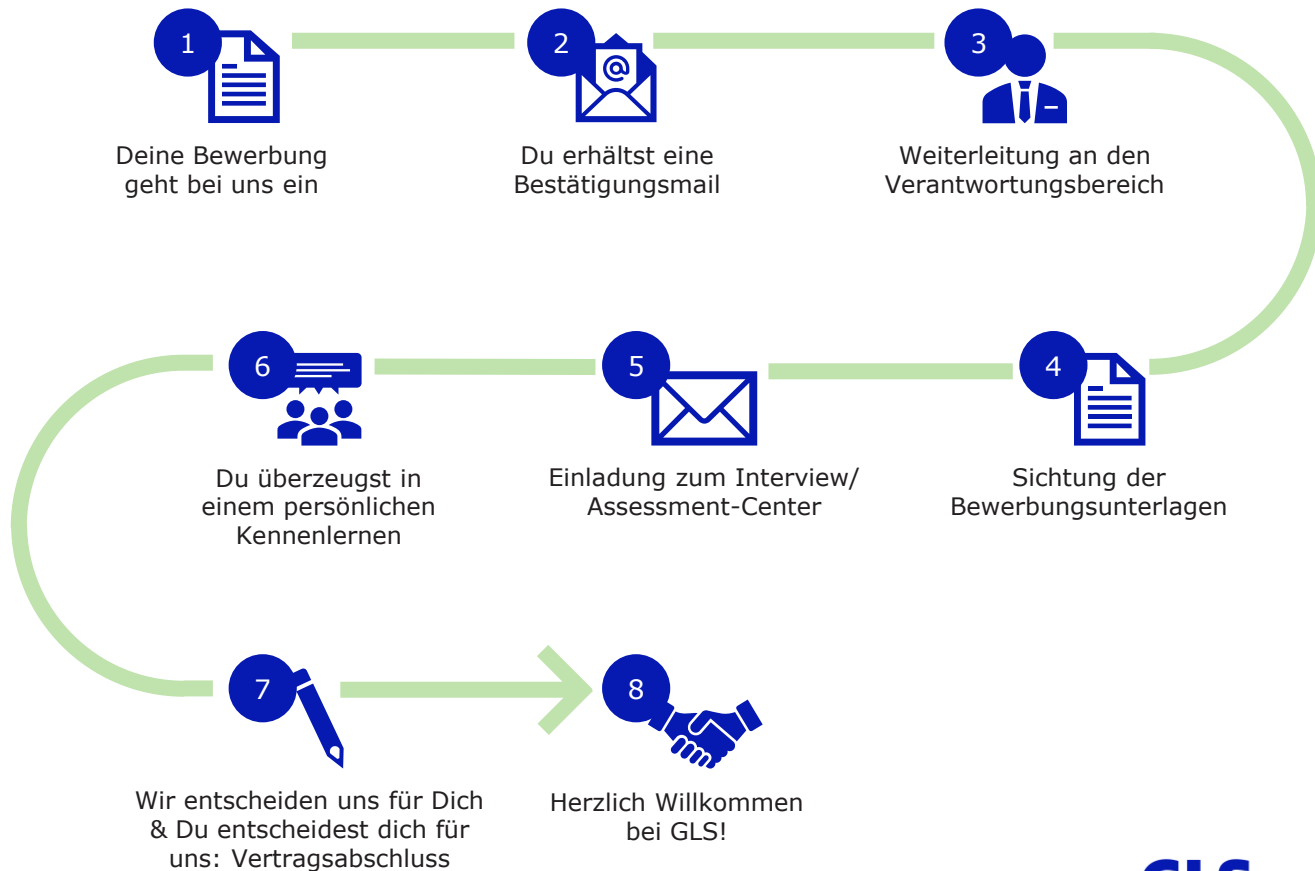 1
Deine Bewerbung
geht bei uns ein
2
@
Du erhältst eine
Bestätigungsmail
3
Weiterleitung an den
Verantwortungsbereich
4
Sichtung der
Bewerbungsunterlagen
5
Einladung zum Interview/
Assessment-Center
6
Du überzeugst in
einem persönlichen
Kennenlernen
7
Wir entscheiden uns für Dich
& Du entscheidest dich für
uns: Vertragsabschluss
8
Herzlich Willkommen
bei GLS!
GLS